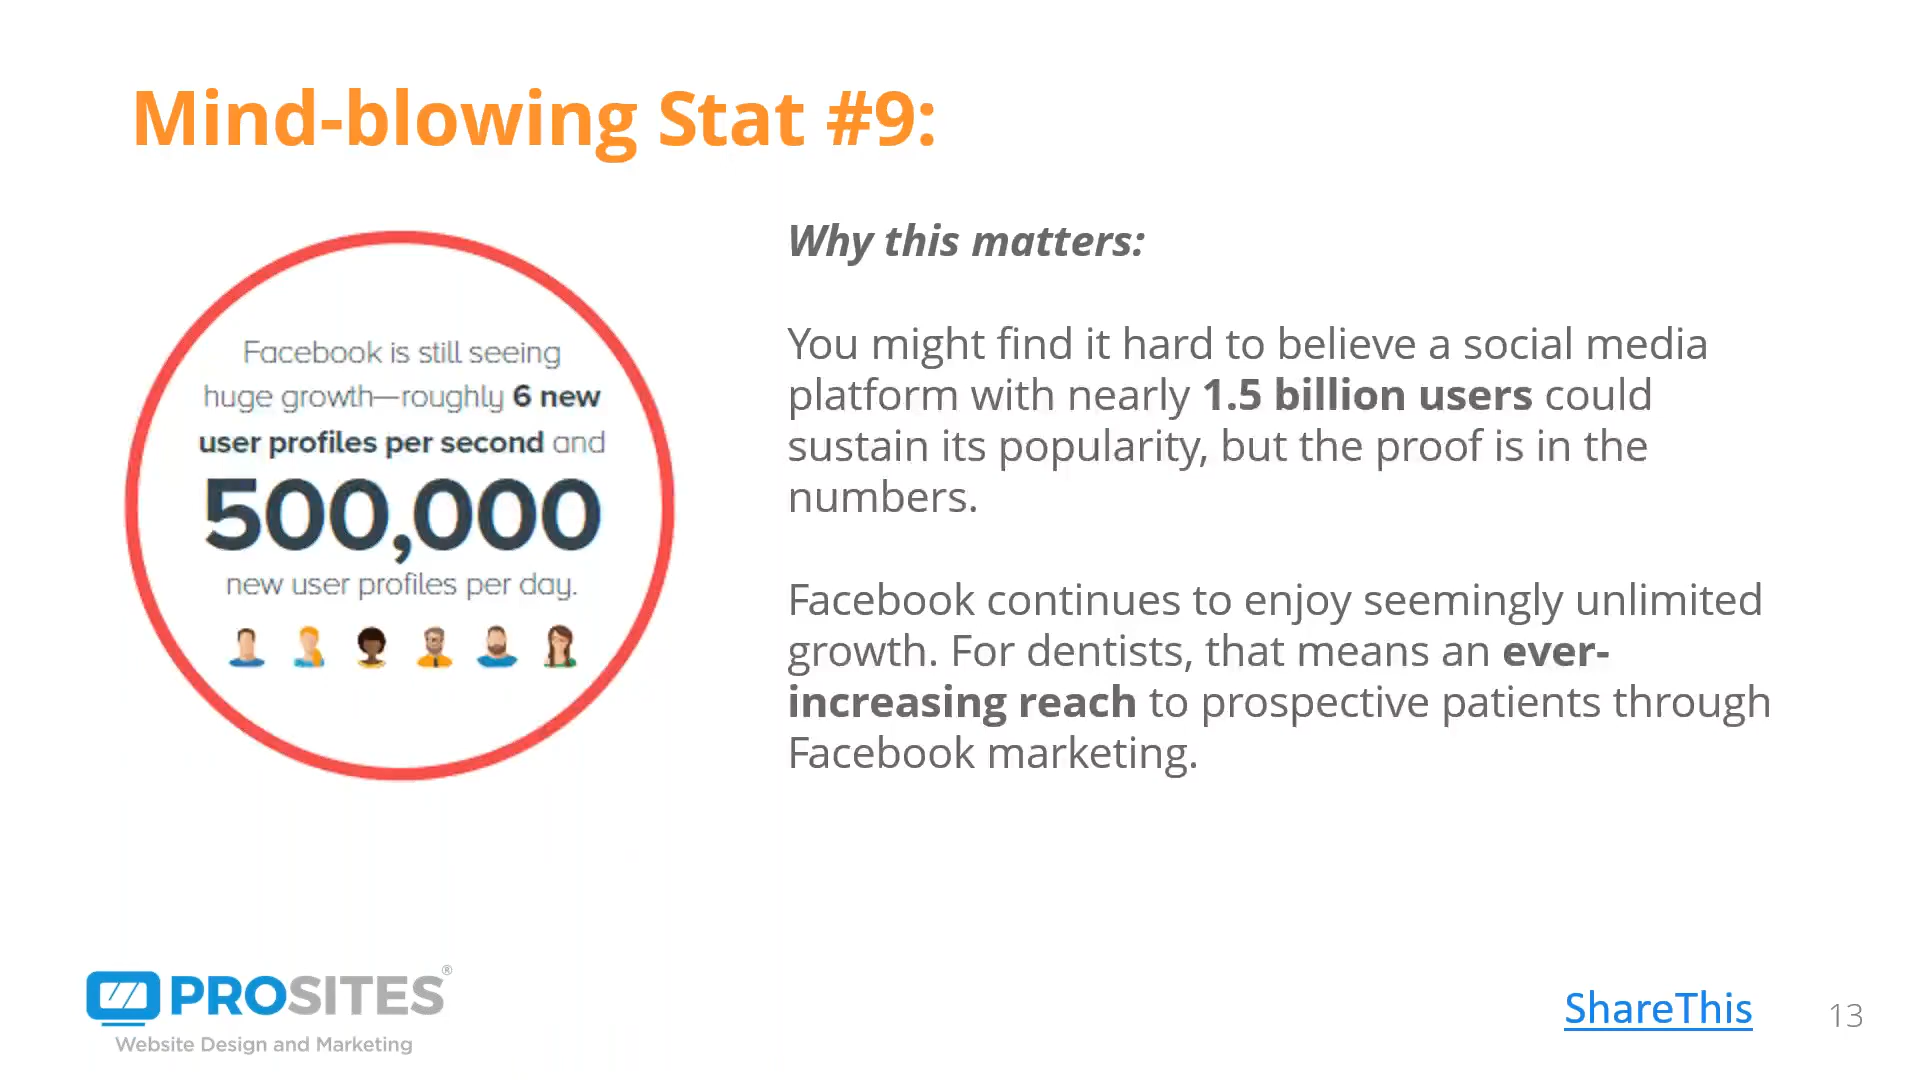 Mind-blowing Stat #9:
Facebook is still seeing
huge growth—roughly 6 new
user profiles per second and
500,000
new user profiles per day.
Why this matters:
You might find it hard to believe a social media
platform with nearly 1.5 billion users could
sustain its popularity, but the proof is in the
numbers.
Facebook continues to enjoy seemingly unlimited
growth. For dentists, that means an ever-
increasing reach to prospective patients through
Facebook marketing.
PROSITES®
Website Design and Marketing
ShareThis
13